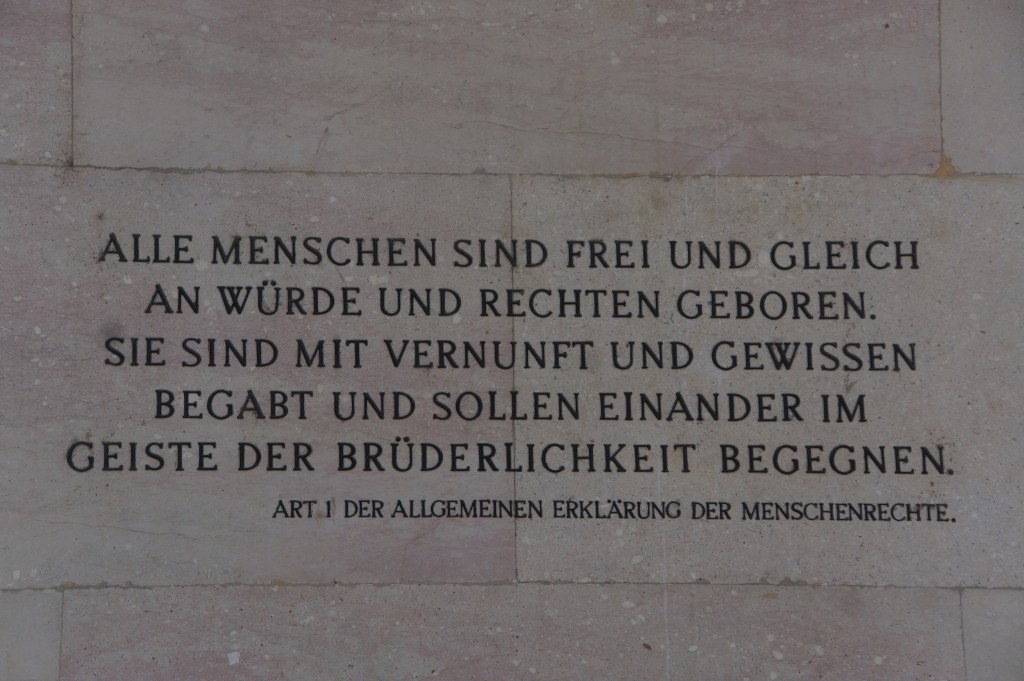 ALLE MENSCHEN SIND FREI UND GLEICH
AN WÜRDE UND RECHTEN GEBOREN.
SIE SIND MIT VERNUNFT UND GEWISSEN
BEGABT UND SOLLEN EINANDER IM
GEISTE DER BRÜDERLICHKEIT BEGEGNEN.
ART 1 DER ALLGEMEINEN ERKLÄRUNG DER MENSCHENRECHTE.